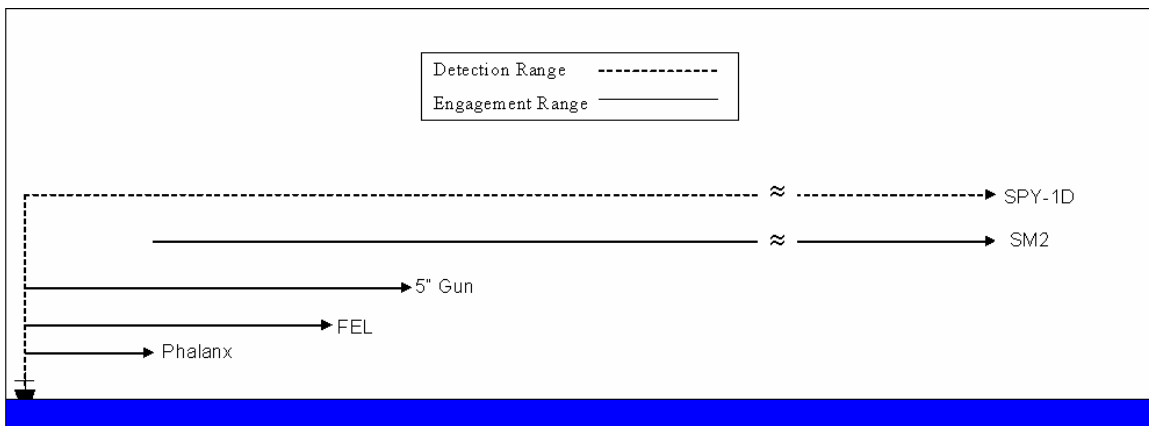 Detection Range
Engagement Range
≈ SPY-1D
≈ SM2
5" Gun
FEL
Phalanx